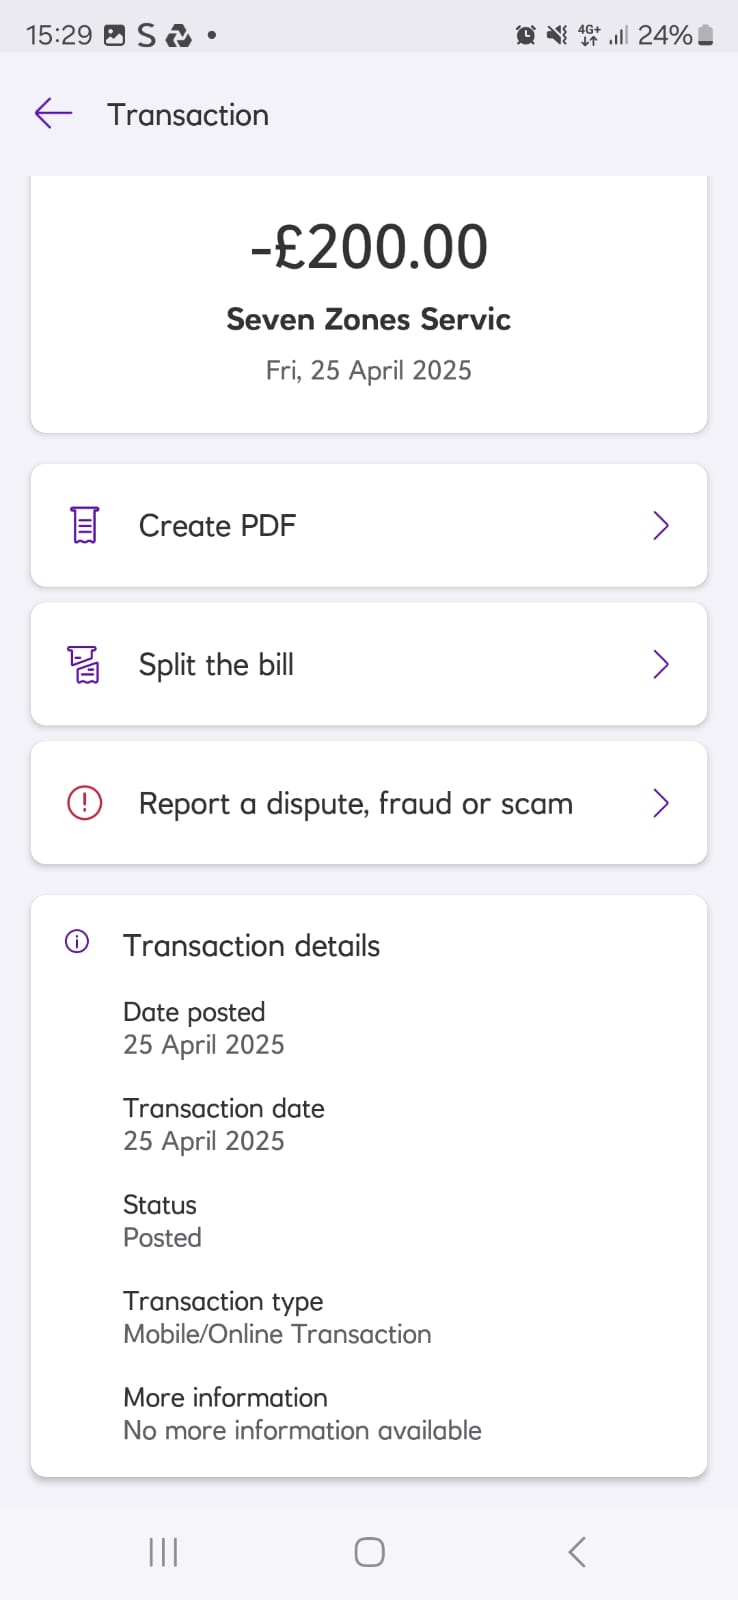 15:29 S 4G+ 24%
Transaction
-£200.00
Seven Zones Servic
Fri, 25 April 2025
Create PDF
Split the bill
Report a dispute, fraud or scam
Transaction details
Date posted
25 April 2025
Transaction date
25 April 2025
Status
Posted
Transaction type
Mobile/Online Transaction
More information
No more information available